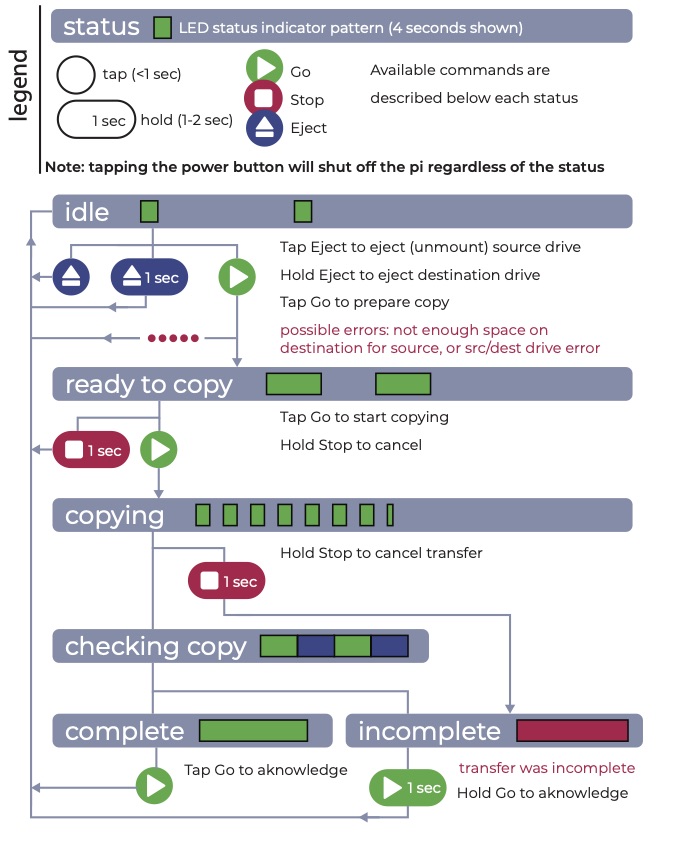 legend
status LED status indicator pattern (4 seconds shown)
tap (<1 sec)
1 sec hold (1-2 sec)
Go
Stop
Eject
Available commands are
described below each status
Note: tapping the power button will shut off the pi regardless of the status
idle
Tap Eject to eject (unmount) source drive
1 sec
Hold Eject to eject destination drive
Tap Go to prepare copy
possible errors: not enough space on
destination for source, or src/dest drive error
ready to copy
Tap Go to start copying
1 sec
Hold Stop to cancel
copying
Hold Stop to cancel transfer
1 sec
checking copy
complete
incomplete
Tap Go to aknowledge
transfer was incomplete
1 sec
Hold Go to aknowledge